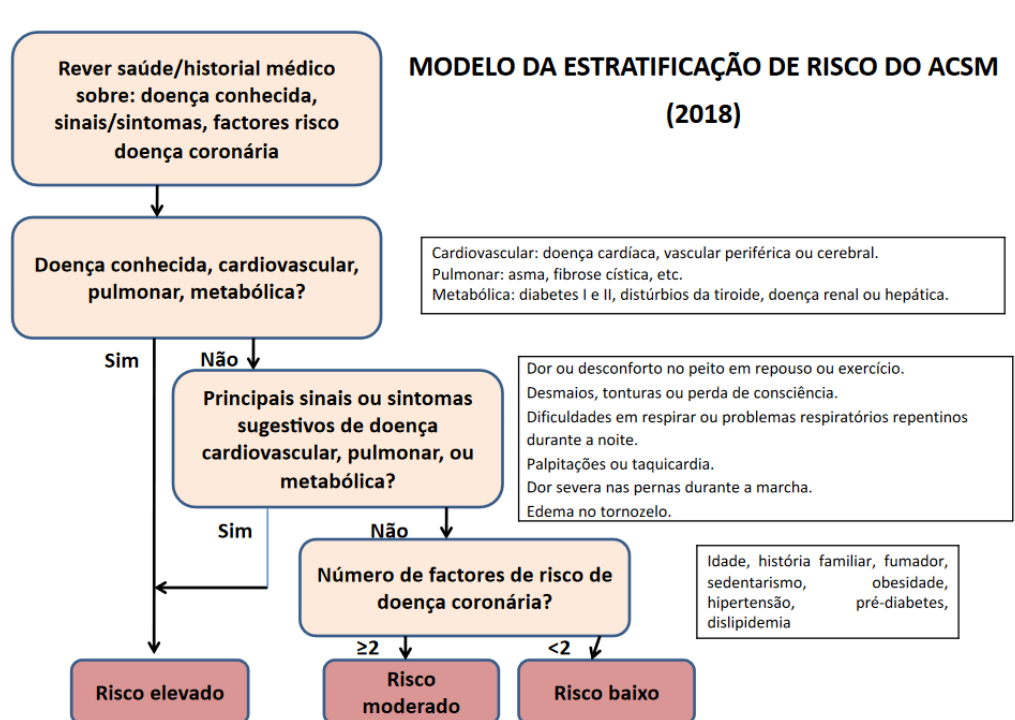 MODELO DA ESTRATIFICAÇÃO DE RISCO DO ACSM
(2018)
Rever saúde/historial médico
sobre: doença conhecida,
sinais/sintomas, factores risco
doença coronária
Doença conhecida, cardiovascular,
pulmonar, metabólica?
Cardiovascular: doença cardíaca, vascular periférica ou cerebral.
Pulmonar: asma, fibrose cística, etc.
Metabólica: diabetes I e II, distúrbios da tiroide, doença renal ou hepática.
Sim
Não
Principais sinais ou sintomas
sugestivos de doença
cardiovascular, pulmonar, ou
metabólica?
Dor ou desconforto no peito em repouso ou exercício.
Desmaios, tonturas ou perda de consciência.
Dificuldades em respirar ou problemas respiratórios repentinos
durante a noite.
Palpitações ou taquicardia.
Dor severa nas pernas durante a marcha.
Edema no tornozelo.
Sim
Não
Número de factores de risco de
doença coronária?
Idade, história familiar, fumador,
sedentarismo, obesidade,
hipertensão, pré-diabetes,
dislipidemia
≥2
<2
Risco elevado
Risco
moderado
Risco baixo